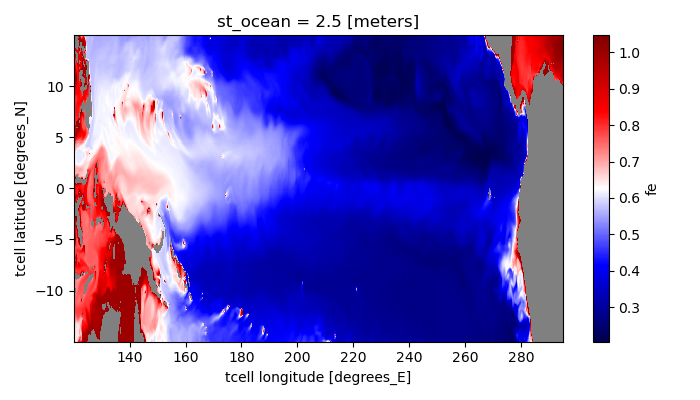 st_ocean = 2.5 [meters]
10
5
0
−5
−10
tcell latitude [degrees_N]
140 160 180 200 220 240 260 280
tcell longitude [degrees_E]
1.0
0.9
0.8
0.7
0.6
0.5
0.4
0.3
fe